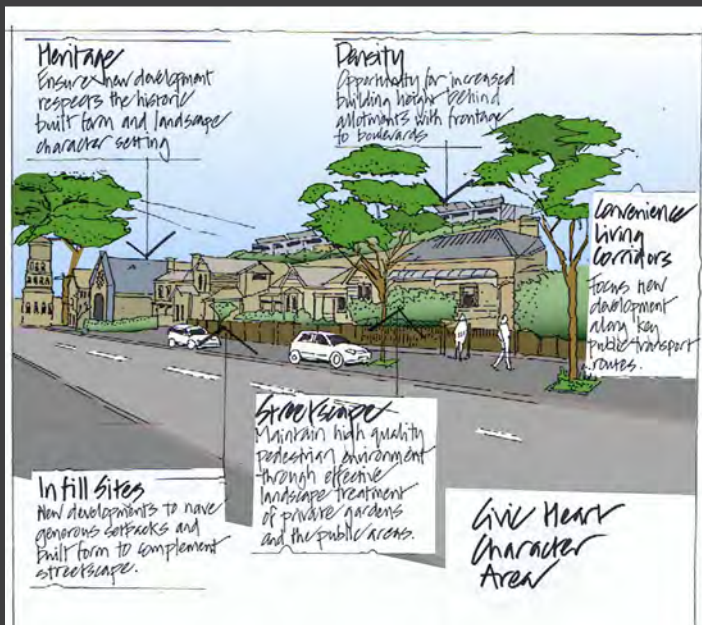 Heritage
Ensure new development
respects the historic
built form and landscape
character setting
Density
Opportunity for increased
building height behind
allotments with frontage
to boulevards
Convenience
Living
Corridors
Focus new
development
along key
public transport
routes.
Streetscape
Maintain high quality
pedestrian environment
through effective
landscape treatment
of private gardens
and the public areas.
Infill Sites
New developments to have
generous setbacks and
built form to complement
streetscape.
Civic Heart
Character
Area